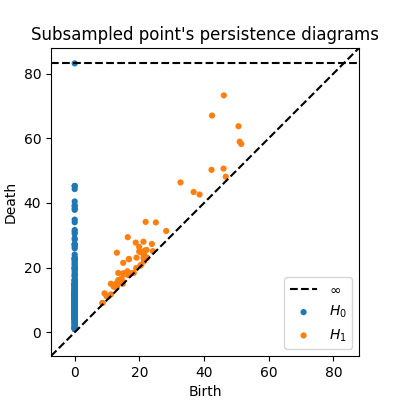 Subsampled point's persistence diagrams
80
60
40
20
0
Death
0 20 40 60 80
Birth
∞
H₀
H₁